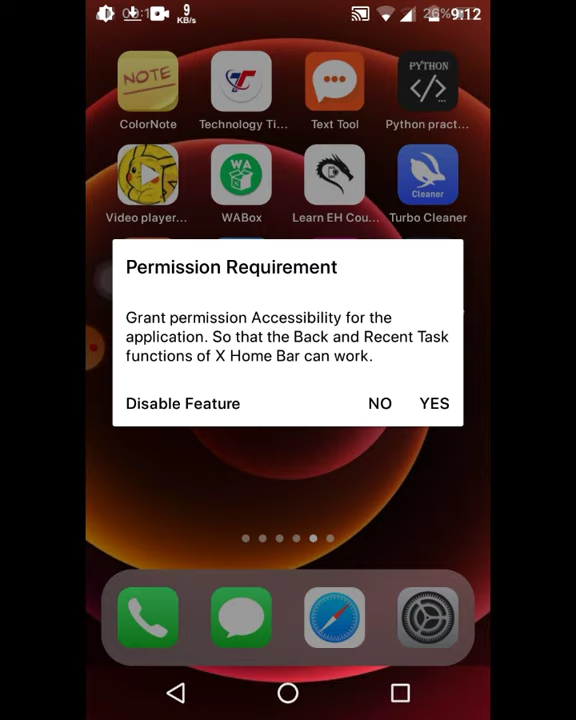 9
KB/s
26%
9:12
NOTE
PYTHON
</>
ColorNote
Technology Ti...
Text Tool
Python pract...
WA
Cleaner
Video player...
WABox
Learn EH Cou...
Turbo Cleaner
Permission Requirement
Grant permission Accessibility for the
application. So that the Back and Recent Task
functions of X Home Bar can work.
Disable Feature
NO
YES